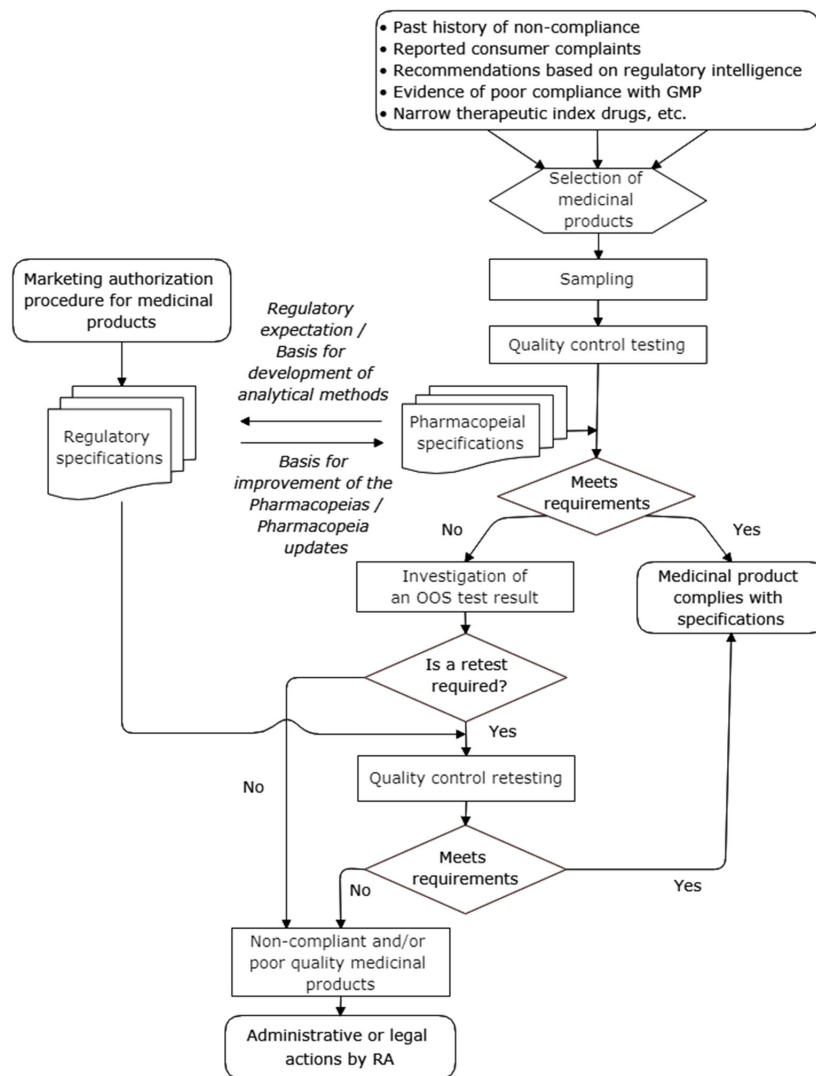 • Past history of non-compliance
• Reported consumer complaints
• Recommendations based on regulatory intelligence
• Evidence of poor compliance with GMP
• Narrow therapeutic index drugs, etc.
Selection of
medicinal
products
Sampling
Quality control testing
Marketing authorization
procedure for medicinal
products
Regulatory
expectation /
Basis for
development of
analytical methods
Regulatory
specifications
Pharmacopeial
specifications
Basis for
improvement of the
Pharmacopeias /
Pharmacopeia
updates
Meets
requirements
No
Yes
Investigation of
an OOS test result
Medicinal product
complies with
specifications
Is a retest
required?
Yes
No
Quality control retesting
Meets
requirements
No
Yes
Non-compliant and/or
poor quality medicinal
products
Administrative or legal
actions by RA